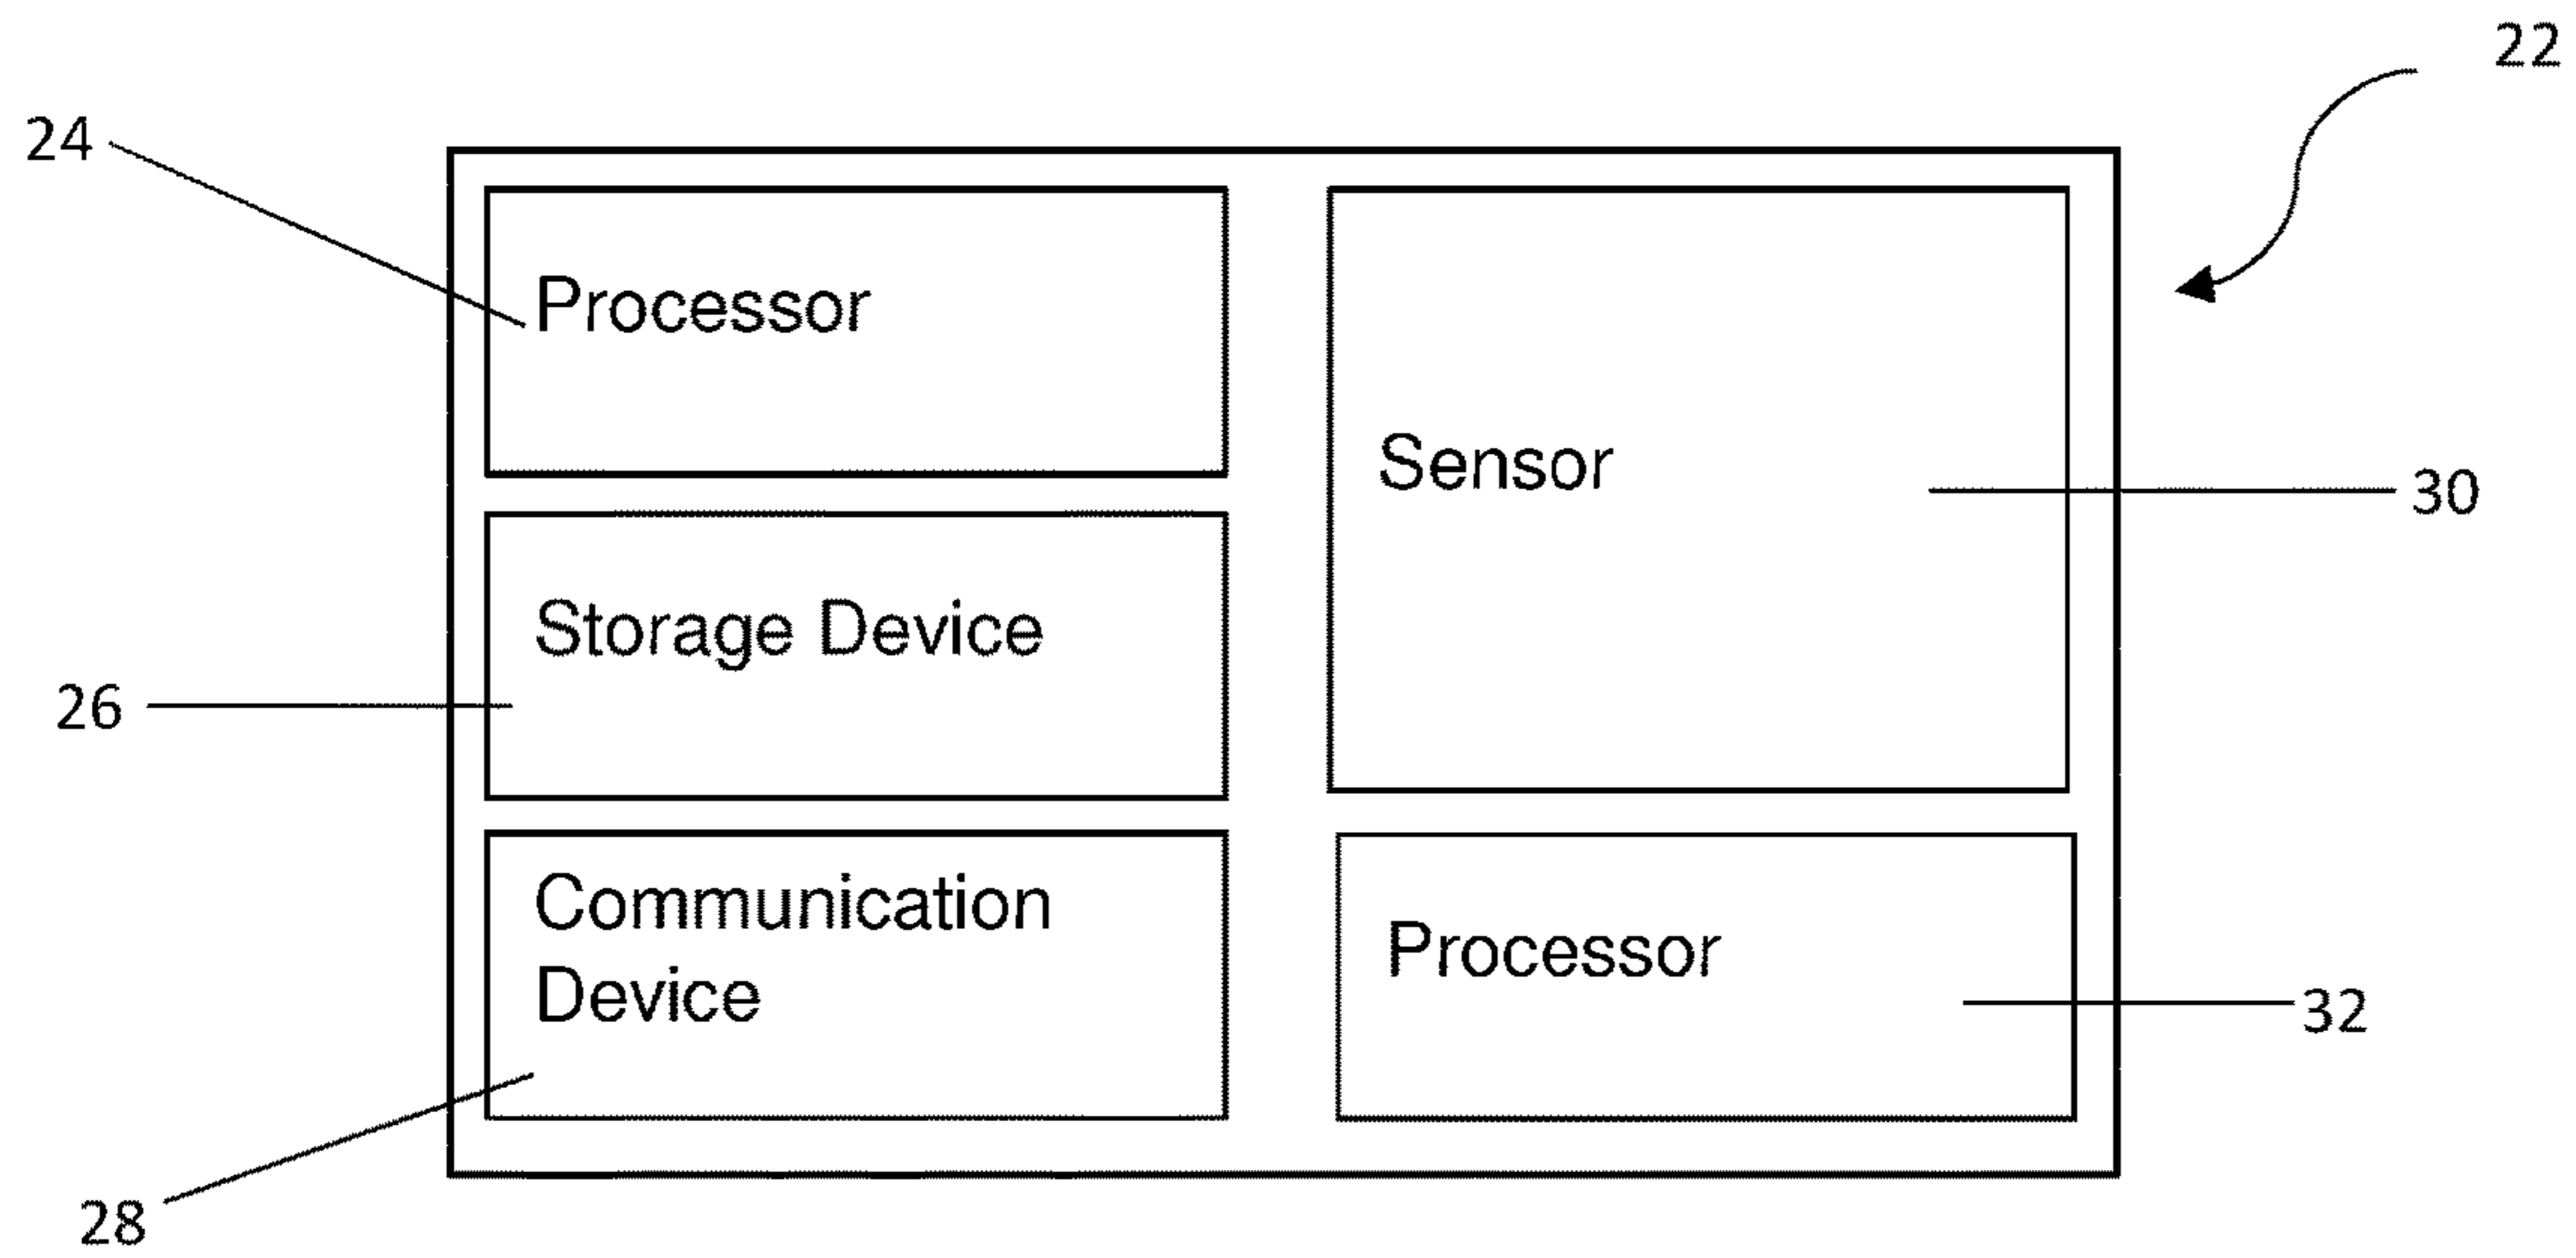 22
24
Processor
Sensor
30
Storage Device
26
Communication
Device
Processor
32
28